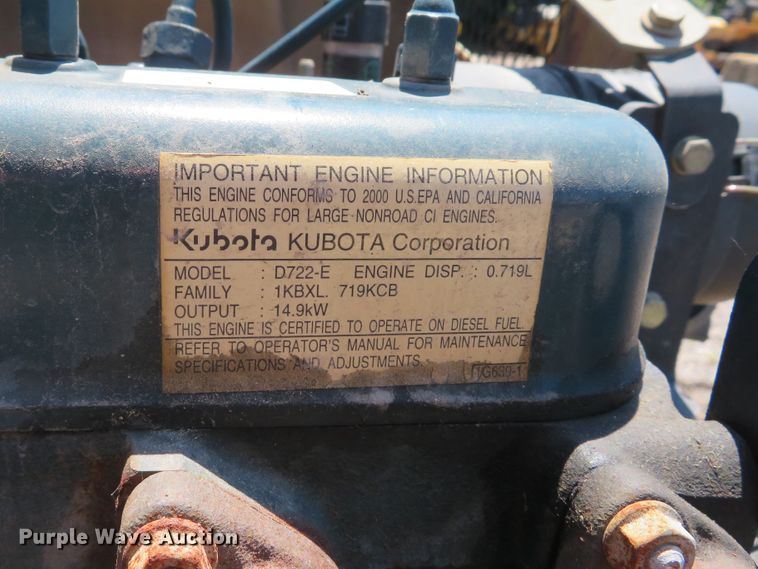 IMPORTANT ENGINE INFORMATION
THIS ENGINE CONFORMS TO 2000 U.S.EPA AND CALIFORNIA
REGULATIONS FOR LARGE NONROAD CI ENGINES.
Kubota KUBOTA Corporation
MODEL : D722-E ENGINE DISP. : 0.719L
FAMILY : 1KBXL. 719KCB
OUTPUT : 14.9kW
THIS ENGINE IS CERTIFIED TO OPERATE ON DIESEL FUEL.
REFER TO OPERATOR'S MANUAL FOR MAINTENANCE
SPECIFICATIONS AND ADJUSTMENTS.
TG639-1
Purple Wave Auction